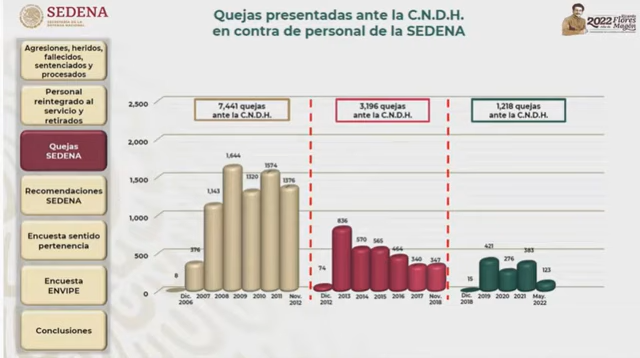 SEDENA
SECRETARÍA DE LA
DEFENSA NACIONAL
Quejas presentadas ante la C.N.D.H.
en contra de personal de la SEDENA
2022 Flores
Magón
Agresiones, heridos,
fallecidos,
sentenciados y
procesados
Personal
reintegrado al
servicio y
retirados
Quejas
SEDENA
Recomendaciones
SEDENA
Encuesta sentido
pertenencia
Encuesta
ENVIPE
Conclusiones
2,500
2,000
1,500
1,000
500
0
7,441 quejas
ante la C.N.D.H.
3,196 quejas
ante la C.N.D.H.
1,218 quejas
ante la C.N.D.H.
8
376
1,143
1,644
1320
1574
1376
74
836
570
565
464
340
347
15
421
276
383
123
Dic.
2006
2007
2008
2009
2010
2011
Nov.
2012
Dic.
2012
2013
2014
2015
2016
2017
Nov.
2018
Dic.
2018
2019
2020
2021
May.
2022